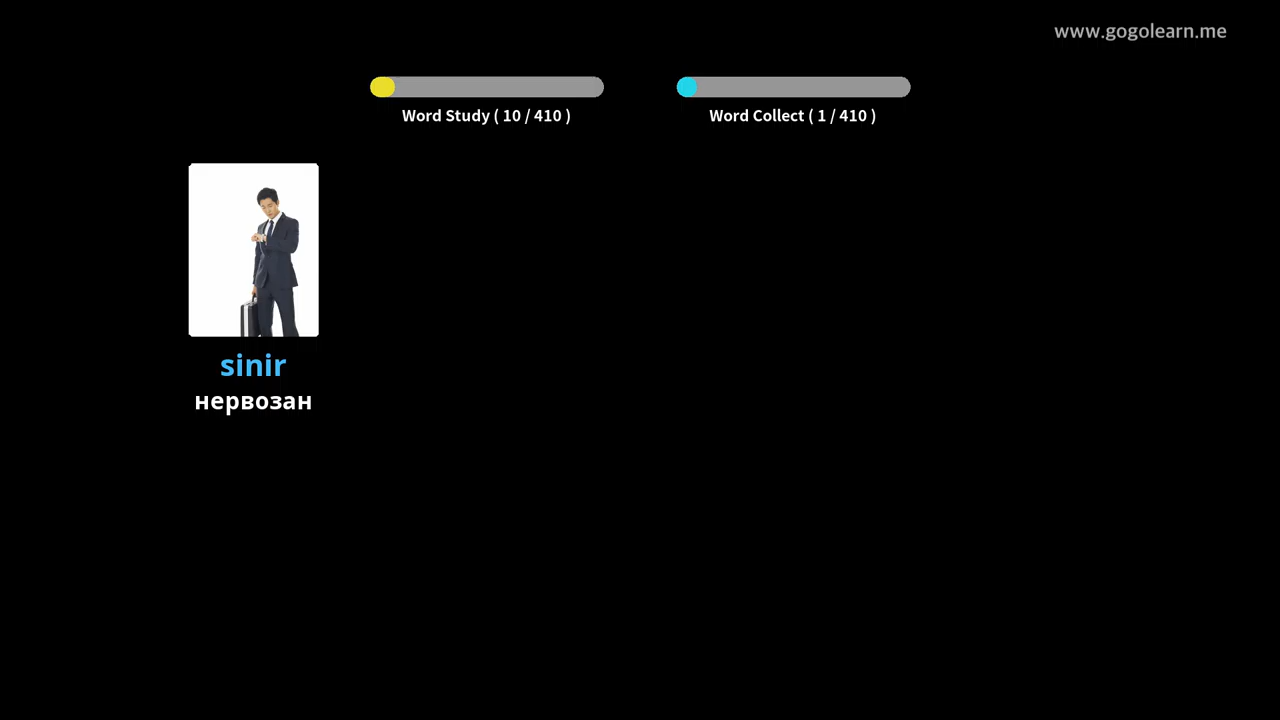 www.gogolearn.me
Word Study ( 10 / 410 )
Word Collect ( 1 / 410 )
sinir
нервозан